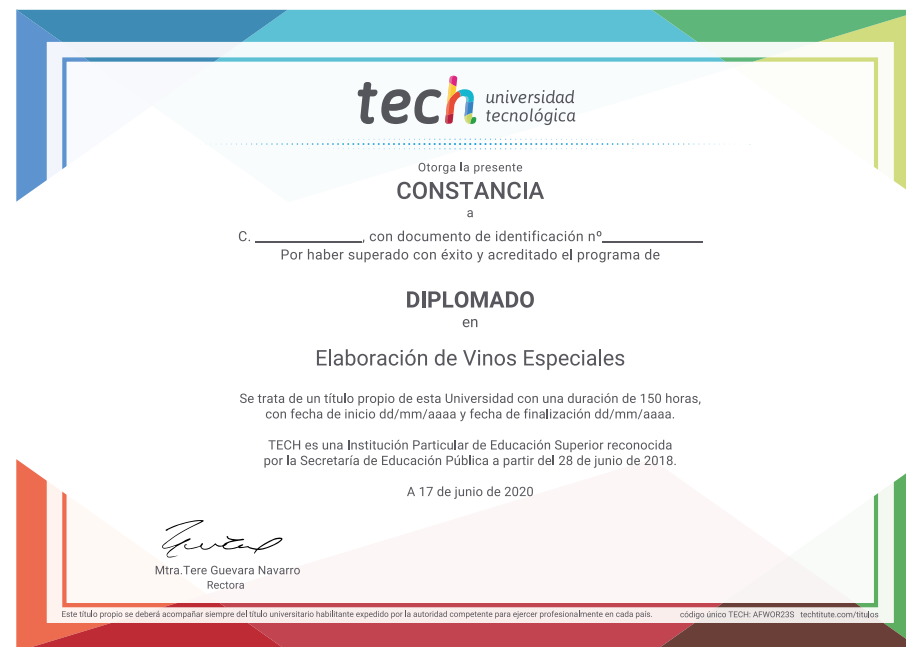 tech universidad
tecnológica
Otorga la presente
CONSTANCIA
a
C. ______________, con documento de identificación nº_____________
Por haber superado con éxito y acreditado el programa de
DIPLOMADO
en
Elaboración de Vinos Especiales
Se trata de un título propio de esta Universidad con una duración de 150 horas,
con fecha de inicio dd/mm/aaaa y fecha de finalización dd/mm/aaaa.
TECH es una Institución Particular de Educación Superior reconocida
por la Secretaría de Educación Pública a partir del 28 de junio de 2018.
A 17 de junio de 2020
Mtra.Tere Guevara Navarro
Rectora
Este título propio se deberá acompañar siempre del título universitario habilitante expedido por la autoridad competente para ejercer profesionalmente en cada país. código único TECH: AFWOR23S techtitute.com/titulos